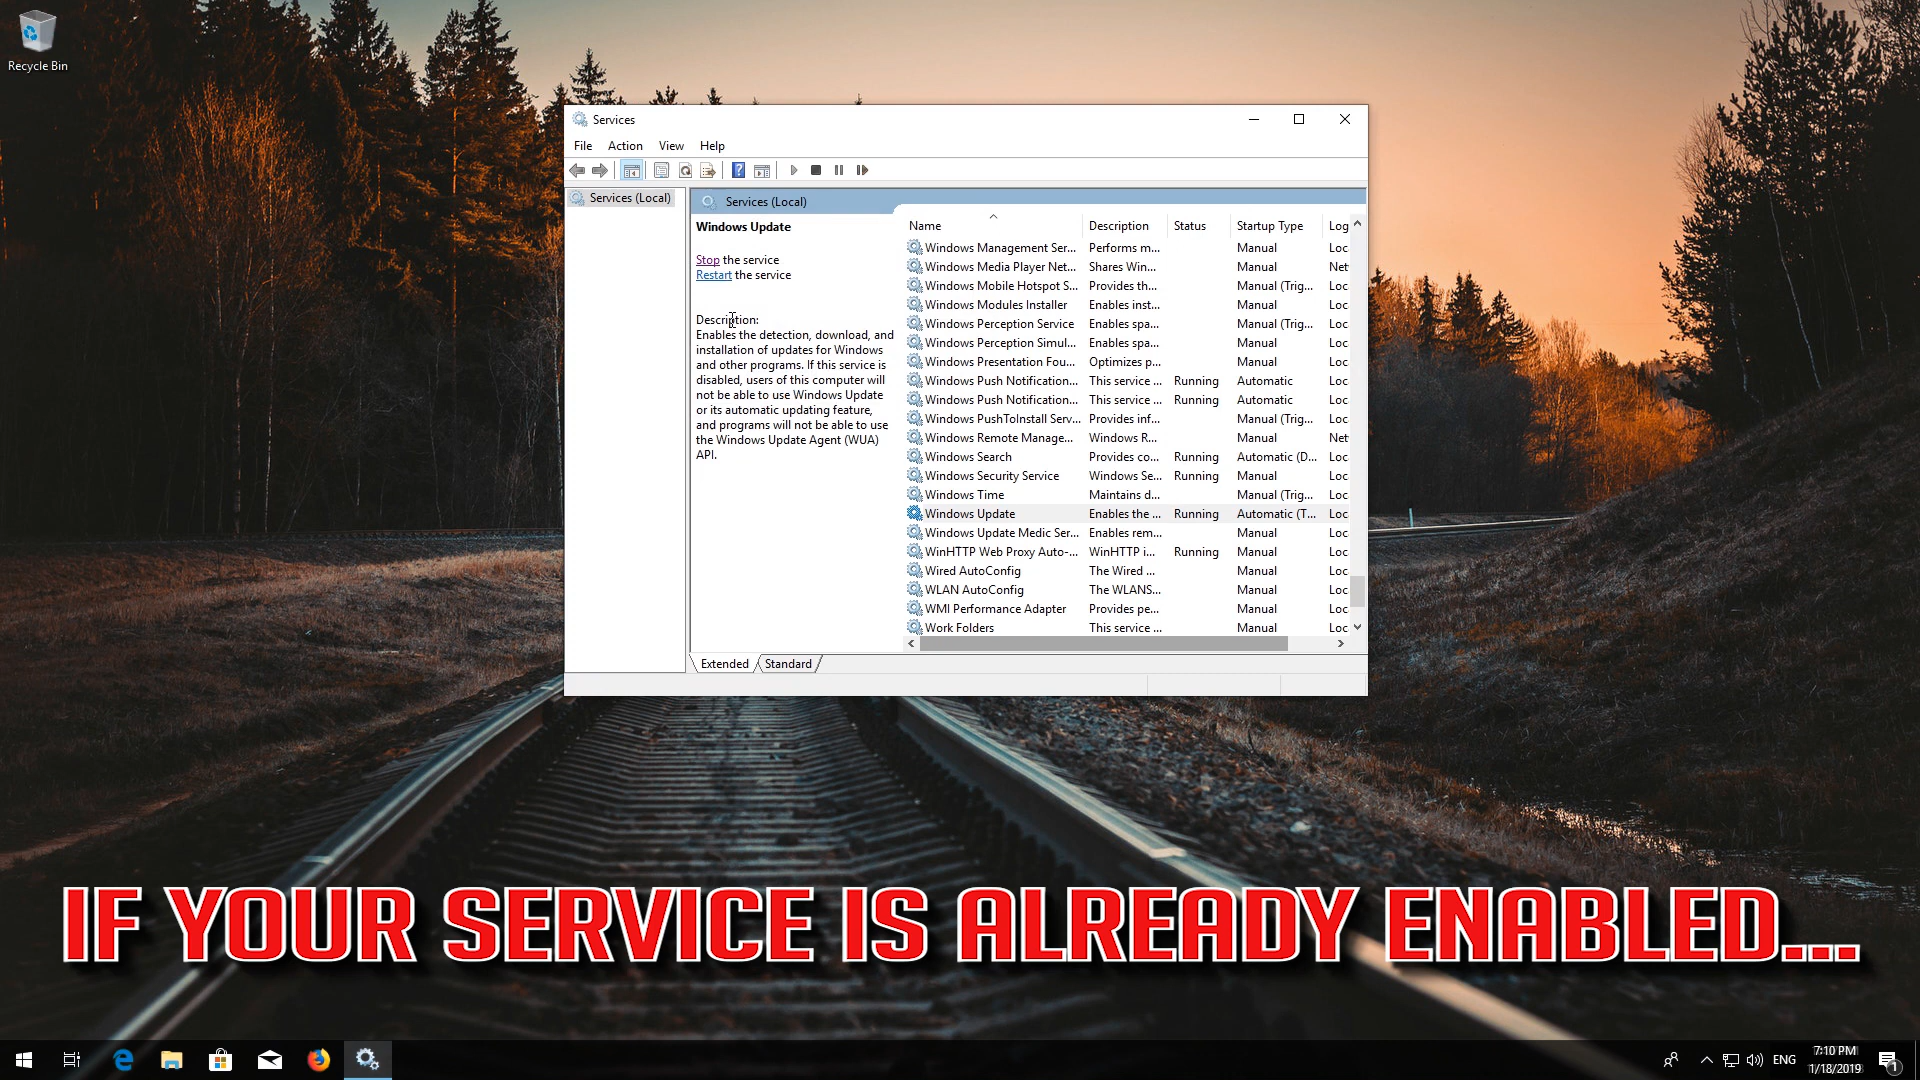 Recycle Bin
Services
File Action View Help
Services (Local)
Services (Local)
Windows Update
Stop the service
Restart the service
Description:
Enables the detection, download, and
installation of updates for Windows
and other programs. If this service is
disabled, users of this computer will
not be able to use Windows Update
or its automatic updating feature,
and programs will not be able to use
the Windows Update Agent (WUA)
API.
Name Description Status Startup Type Log
Windows Management Ser... Performs m... Manual Loc
Windows Media Player Net... Shares Win... Manual Net
Windows Mobile Hotspot S... Provides th... Manual (Trig... Loc
Windows Modules Installer Enables inst... Manual Loc
Windows Perception Service Enables spa... Manual (Trig... Loc
Windows Perception Simul... Enables spa... Manual Loc
Windows Presentation Fou... Optimizes p... Manual Loc
Windows Push Notification... This service ... Running Automatic Loc
Windows Push Notification... This service ... Running Automatic Loc
Windows PushToInstall Serv... Provides inf... Manual (Trig... Loc
Windows Remote Manage... Windows R... Manual Net
Windows Search Provides co... Running Automatic (D... Loc
Windows Security Service Windows Se... Running Manual Loc
Windows Time Maintains d... Manual (Trig... Loc
Windows Update Enables the ... Running Automatic (T... Loc
Windows Update Medic Ser... Enables rem... Manual Loc
WinHTTP Web Proxy Auto-... WinHTTP i... Running Manual Loc
Wired AutoConfig The Wired ... Manual Loc
WLAN AutoConfig The WLANS... Manual Loc
WMI Performance Adapter Provides pe... Manual Loc
Work Folders This service ... Manual Loc
Extended Standard
IF YOUR SERVICE IS ALREADY ENABLED...
ENG
7:10 PM
1/18/2019
1